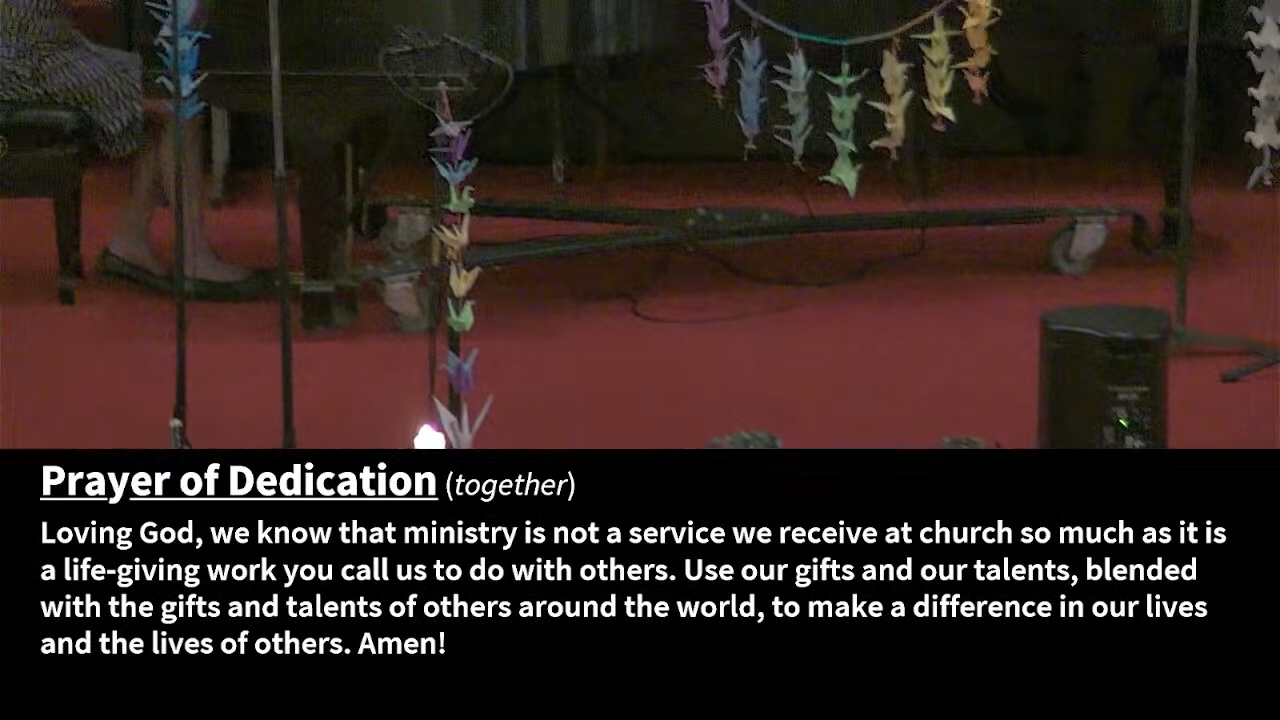 Prayer of Dedication (together)
Loving God, we know that ministry is not a service we receive at church so much as it is
a life-giving work you call us to do with others. Use our gifts and our talents, blended
with the gifts and talents of others around the world, to make a difference in our lives
and the lives of others. Amen!